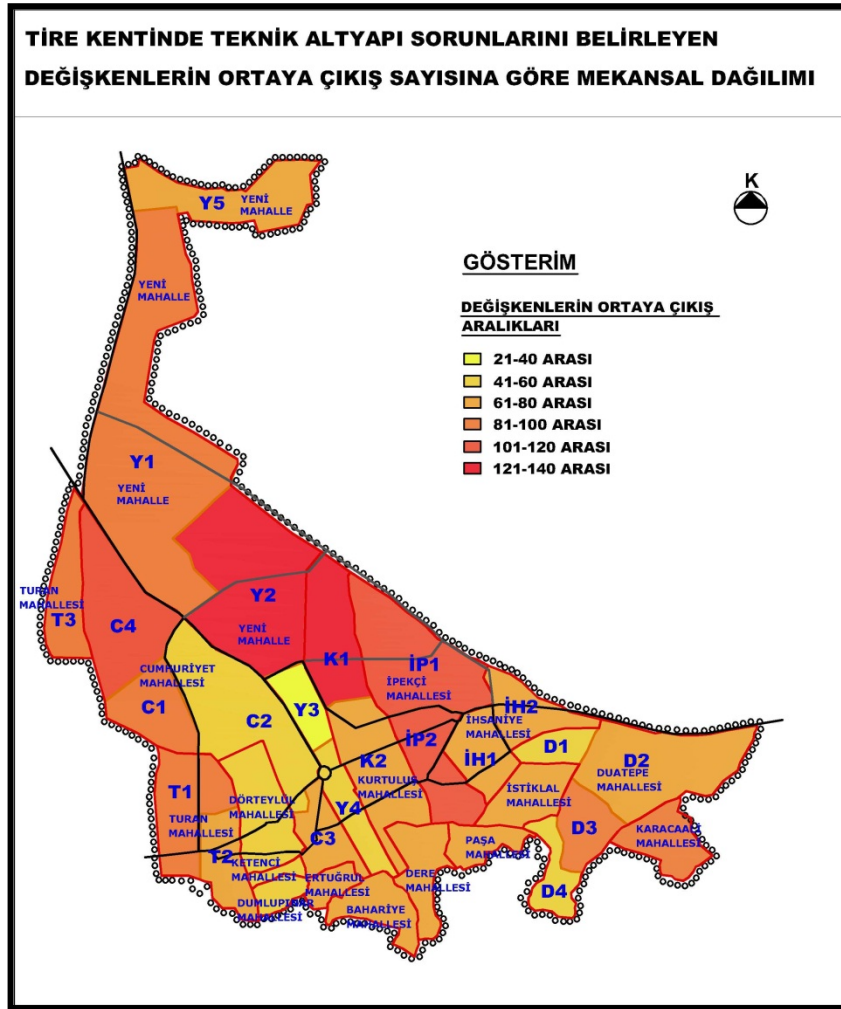 TİRE KENTİNDE TEKNİK ALTYAPI SORUNLARINI BELİRLEYEN
DEĞİŞKENLERİN ORTAYA ÇIKIŞ SAYISINA GÖRE MEKANSAL DAĞILIMI
K
GÖSTERİM
DEĞİŞKENLERİN ORTAYA ÇIKIŞ
ARALIKLARI
21-40 ARASI
41-60 ARASI
61-80 ARASI
81-100 ARASI
101-120 ARASI
121-140 ARASI
Y5
YENİ
MAHALLE
YENİ
MAHALLE
Y1
YENİ
MAHALLE
TURAN
MAHALLESİ
T3
C4
Y2
YENİ
MAHALLE
K1
İP1
İPEKÇİ
MAHALLESİ
CUMHURİYET
MAHALLESİ
C1
C2
Y3
İP2
İHSANİYE
MAHALLESİ
İH2
İH1
D1
D2
DUATEPE
MAHALLESİ
K2
KURTULUŞ
MAHALLESİ
Y4
İSTİKLAL
MAHALLESİ
D3
KARACAALİ
MAHALLESİ
T1
TURAN
MAHALLESİ
DÖRTEYLÜL
MAHALLESİ
C3
T2
KETENCİ
MAHALLESİ
PAŞA
MAHALLESİ
ERTUĞRUL
MAHALLESİ
DERE
MAHALLESİ
D4
DUMLUPINAR
MAHALLESİ
BAHARİYE
MAHALLESİ